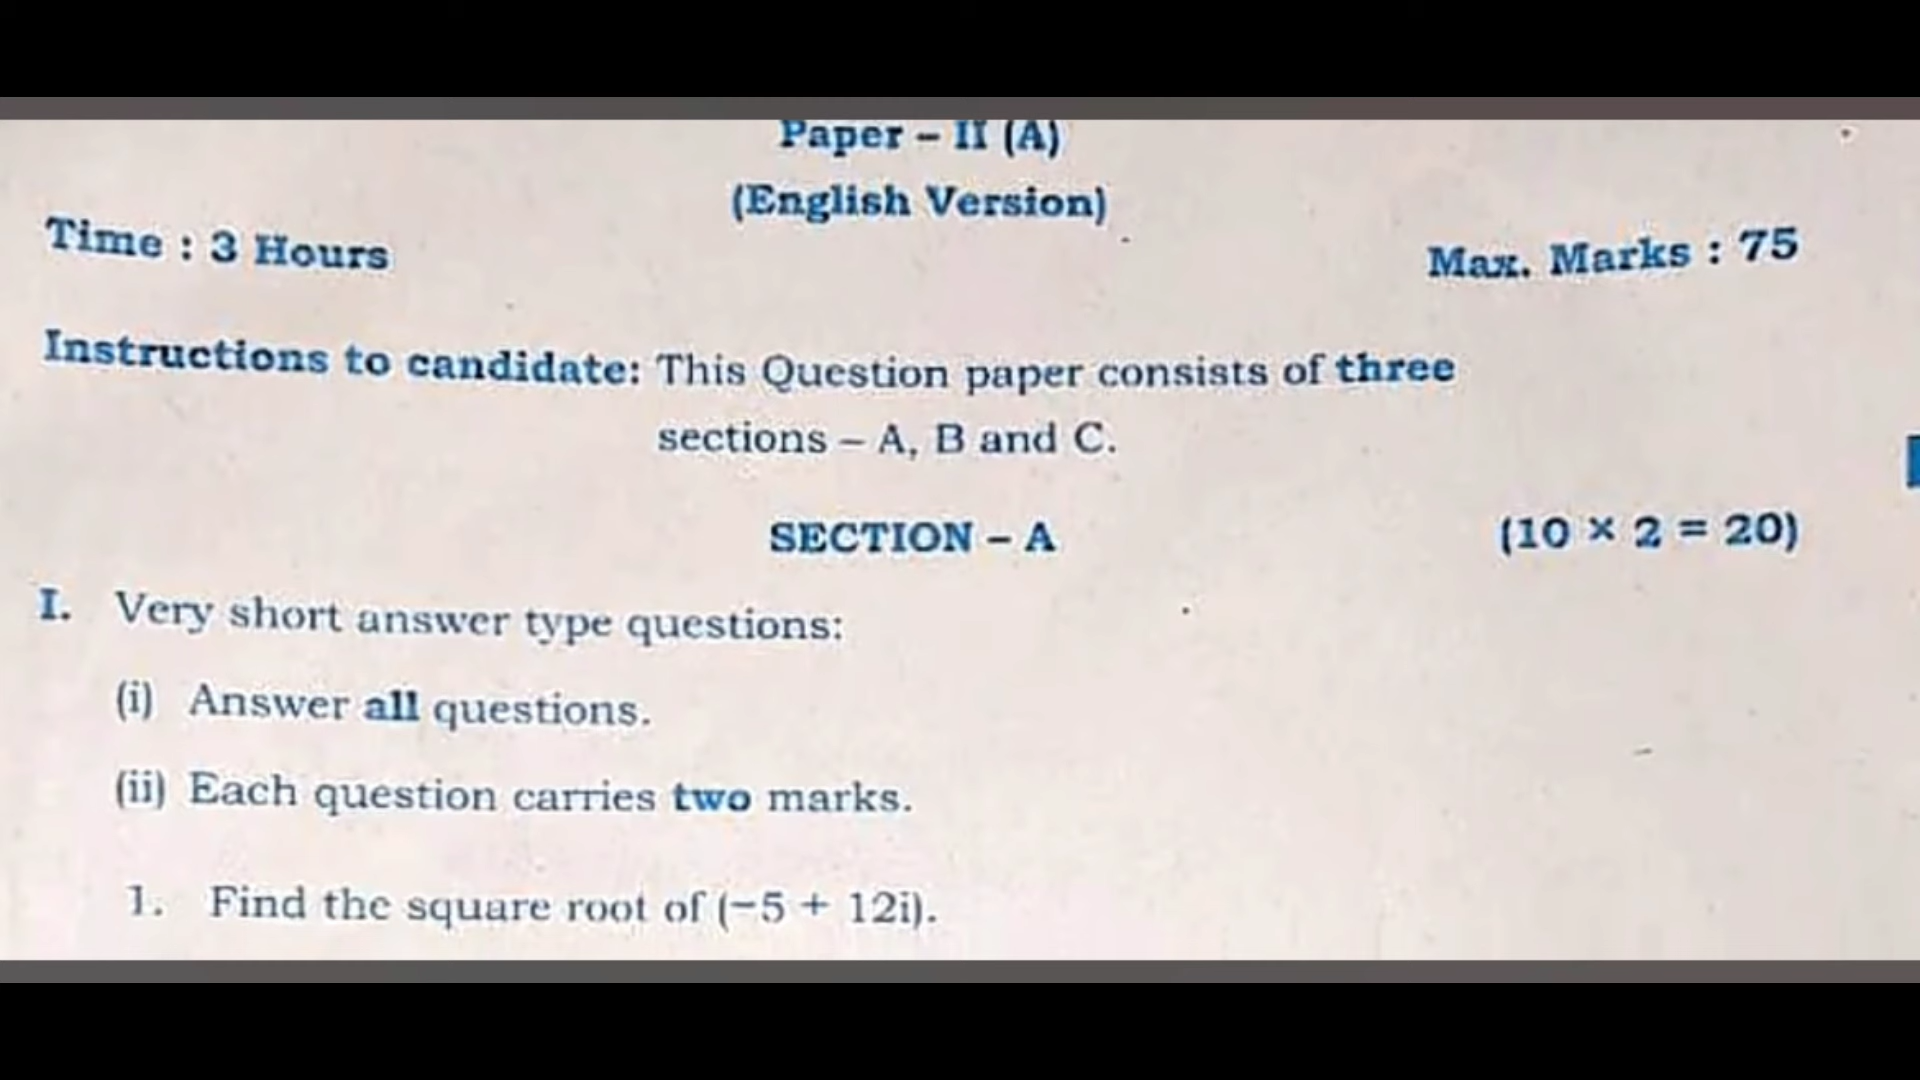 Paper – II (A)
(English Version)
Time : 3 Hours
Max. Marks : 75
Instructions to candidate: This Question paper consists of three
sections – A, B and C.
SECTION – A
(10 × 2 = 20)
I. Very short answer type questions:
(i) Answer all questions.
(ii) Each question carries two marks.
1. Find the square root of (−5 + 12i).